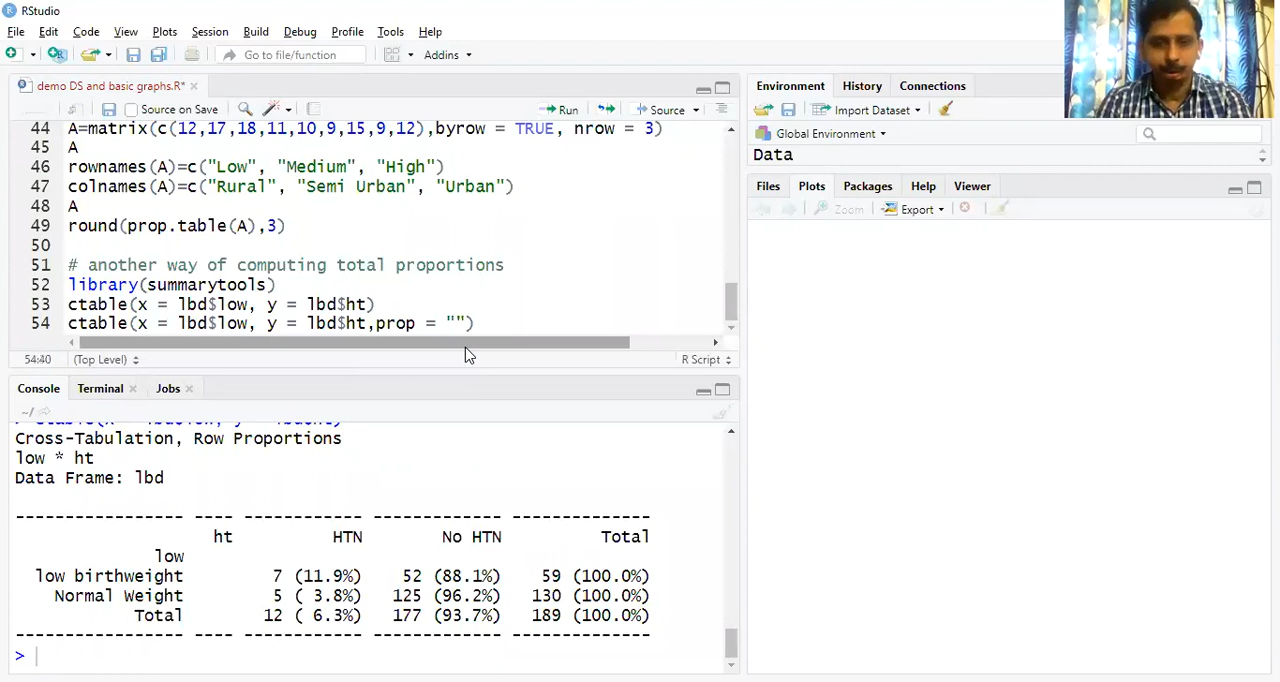 RStudio
File Edit Code View Plots Session Build Debug Profile Tools Help
Go to file/function Addins
demo DS and basic graphs.R*
Source on Save Run Source
44 A=matrix(c(12,17,18,11,10,9,15,9,12),byrow = TRUE, nrow = 3)
45 A
46 rownames(A)=c("Low", "Medium", "High")
47 colnames(A)=c("Rural", "Semi Urban", "Urban")
48 A
49 round(prop.table(A),3)
50
51 # another way of computing total proportions
52 library(summarytools)
53 ctable(x = lbd$low, y = lbd$ht)
54 ctable(x = lbd$low, y = lbd$ht,prop = "")
54:40 (Top Level) R Script
Console Terminal Jobs
~/
> ctable(x = lbd$low, y = lbd$ht)
Cross-Tabulation, Row Proportions
low * ht
Data Frame: lbd
---------------- ---- ------------ ------------- --------------
ht HTN No HTN Total
low
low birthweight 7 (11.9%) 52 (88.1%) 59 (100.0%)
Normal Weight 5 ( 3.8%) 125 (96.2%) 130 (100.0%)
Total 12 ( 6.3%) 177 (93.7%) 189 (100.0%)
---------------- ---- ------------ ------------- --------------
>
Environment History Connections
Import Dataset
Global Environment
Data
Files Plots Packages Help Viewer
Zoom Export